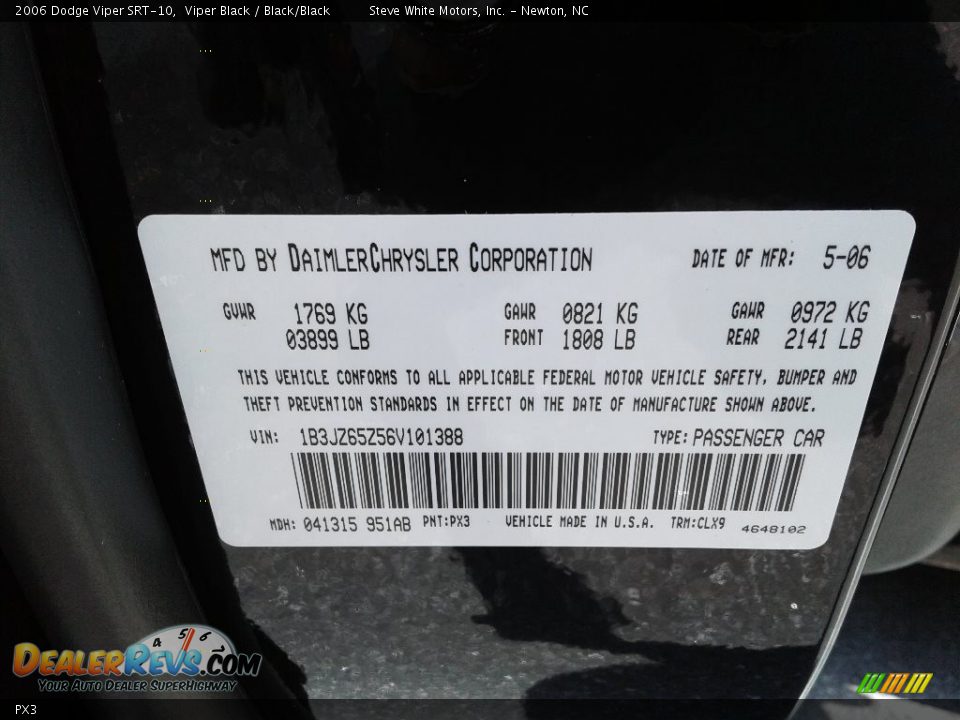 2006 Dodge Viper SRT-10,  Viper Black / Black/Black    Steve White Motors, Inc. - Newton, NC
MFD BY DAIMLERCHRYSLER CORPORATION    DATE OF MFR: 5-06
GVWR 1769 KG    GAWR 0821 KG    GAWR 0972 KG
03899 LB    FRONT 1808 LB    REAR 2141 LB
THIS VEHICLE CONFORMS TO ALL APPLICABLE FEDERAL MOTOR VEHICLE SAFETY, BUMPER AND
THEFT PREVENTION STANDARDS IN EFFECT ON THE DATE OF MANUFACTURE SHOWN ABOVE.
VIN: 1B3JZ65Z56V101388    TYPE: PASSENGER CAR
MDH: 041315 951AB PNT:PX3    VEHICLE MADE IN U.S.A. TRM:CLX9    4648102
4 5 6
DEALERREVS.COM
YOUR AUTO DEALER SUPERHIGHWAY
PX3